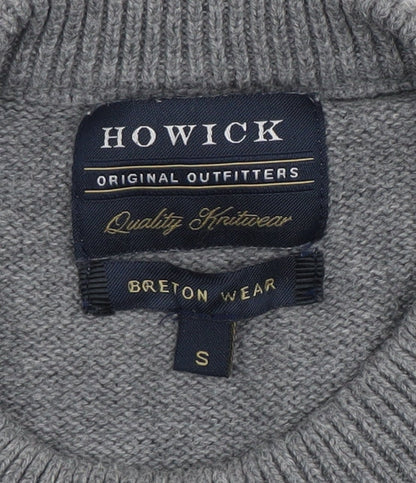 HOWICK
ORIGINAL OUTFITTERS
Quality Knitwear
BRETON WEAR
S